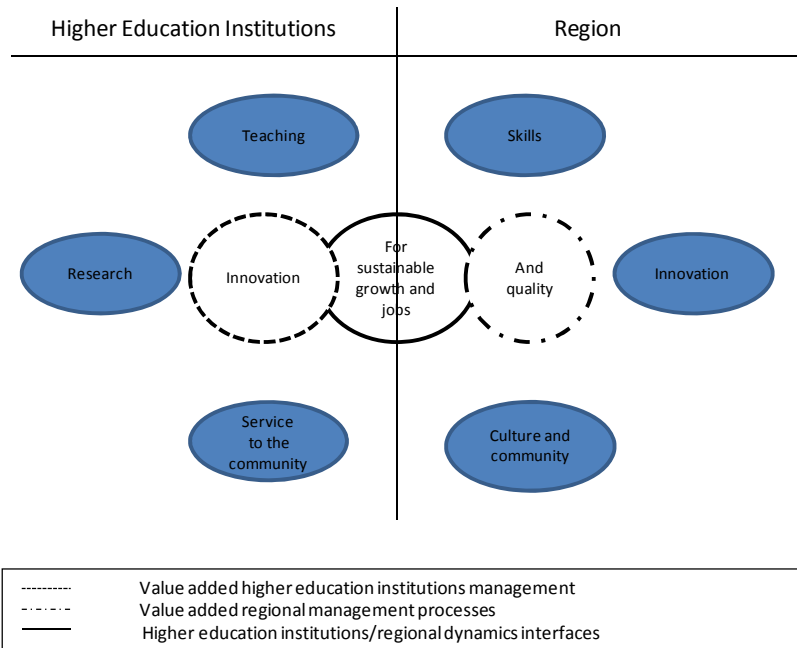 Higher Education Institutions
Region
Teaching
Skills
Research
Innovation
For
sustainable
growth and
jobs
And
quality
Innovation
Service
to the
community
Culture and
community
Value added higher education institutions management
Value added regional management processes
Higher education institutions/regional dynamics interfaces